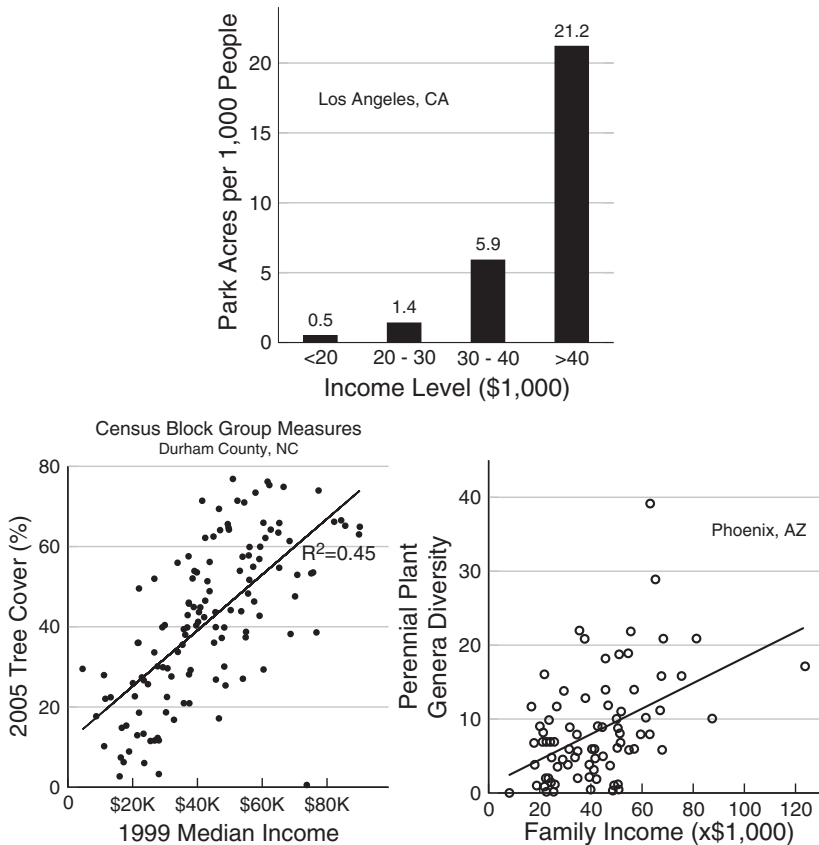 Park Acres per 1,000 People
20
15
10
5
0
Los Angeles, CA
0.5
1.4
5.9
21.2
<20
20 - 30
30 - 40
>40
Income Level ($1,000)
Census Block Group Measures
Durham County, NC
2005 Tree Cover (%)
80
60
40
20
0
R²=0.45
0
$20K
$40K
$60K
$80K
1999 Median Income
Perennial Plant
Genera Diversity
40
30
20
10
0
Phoenix, AZ
0
20
40
60
80
100
120
Family Income (x$1,000)